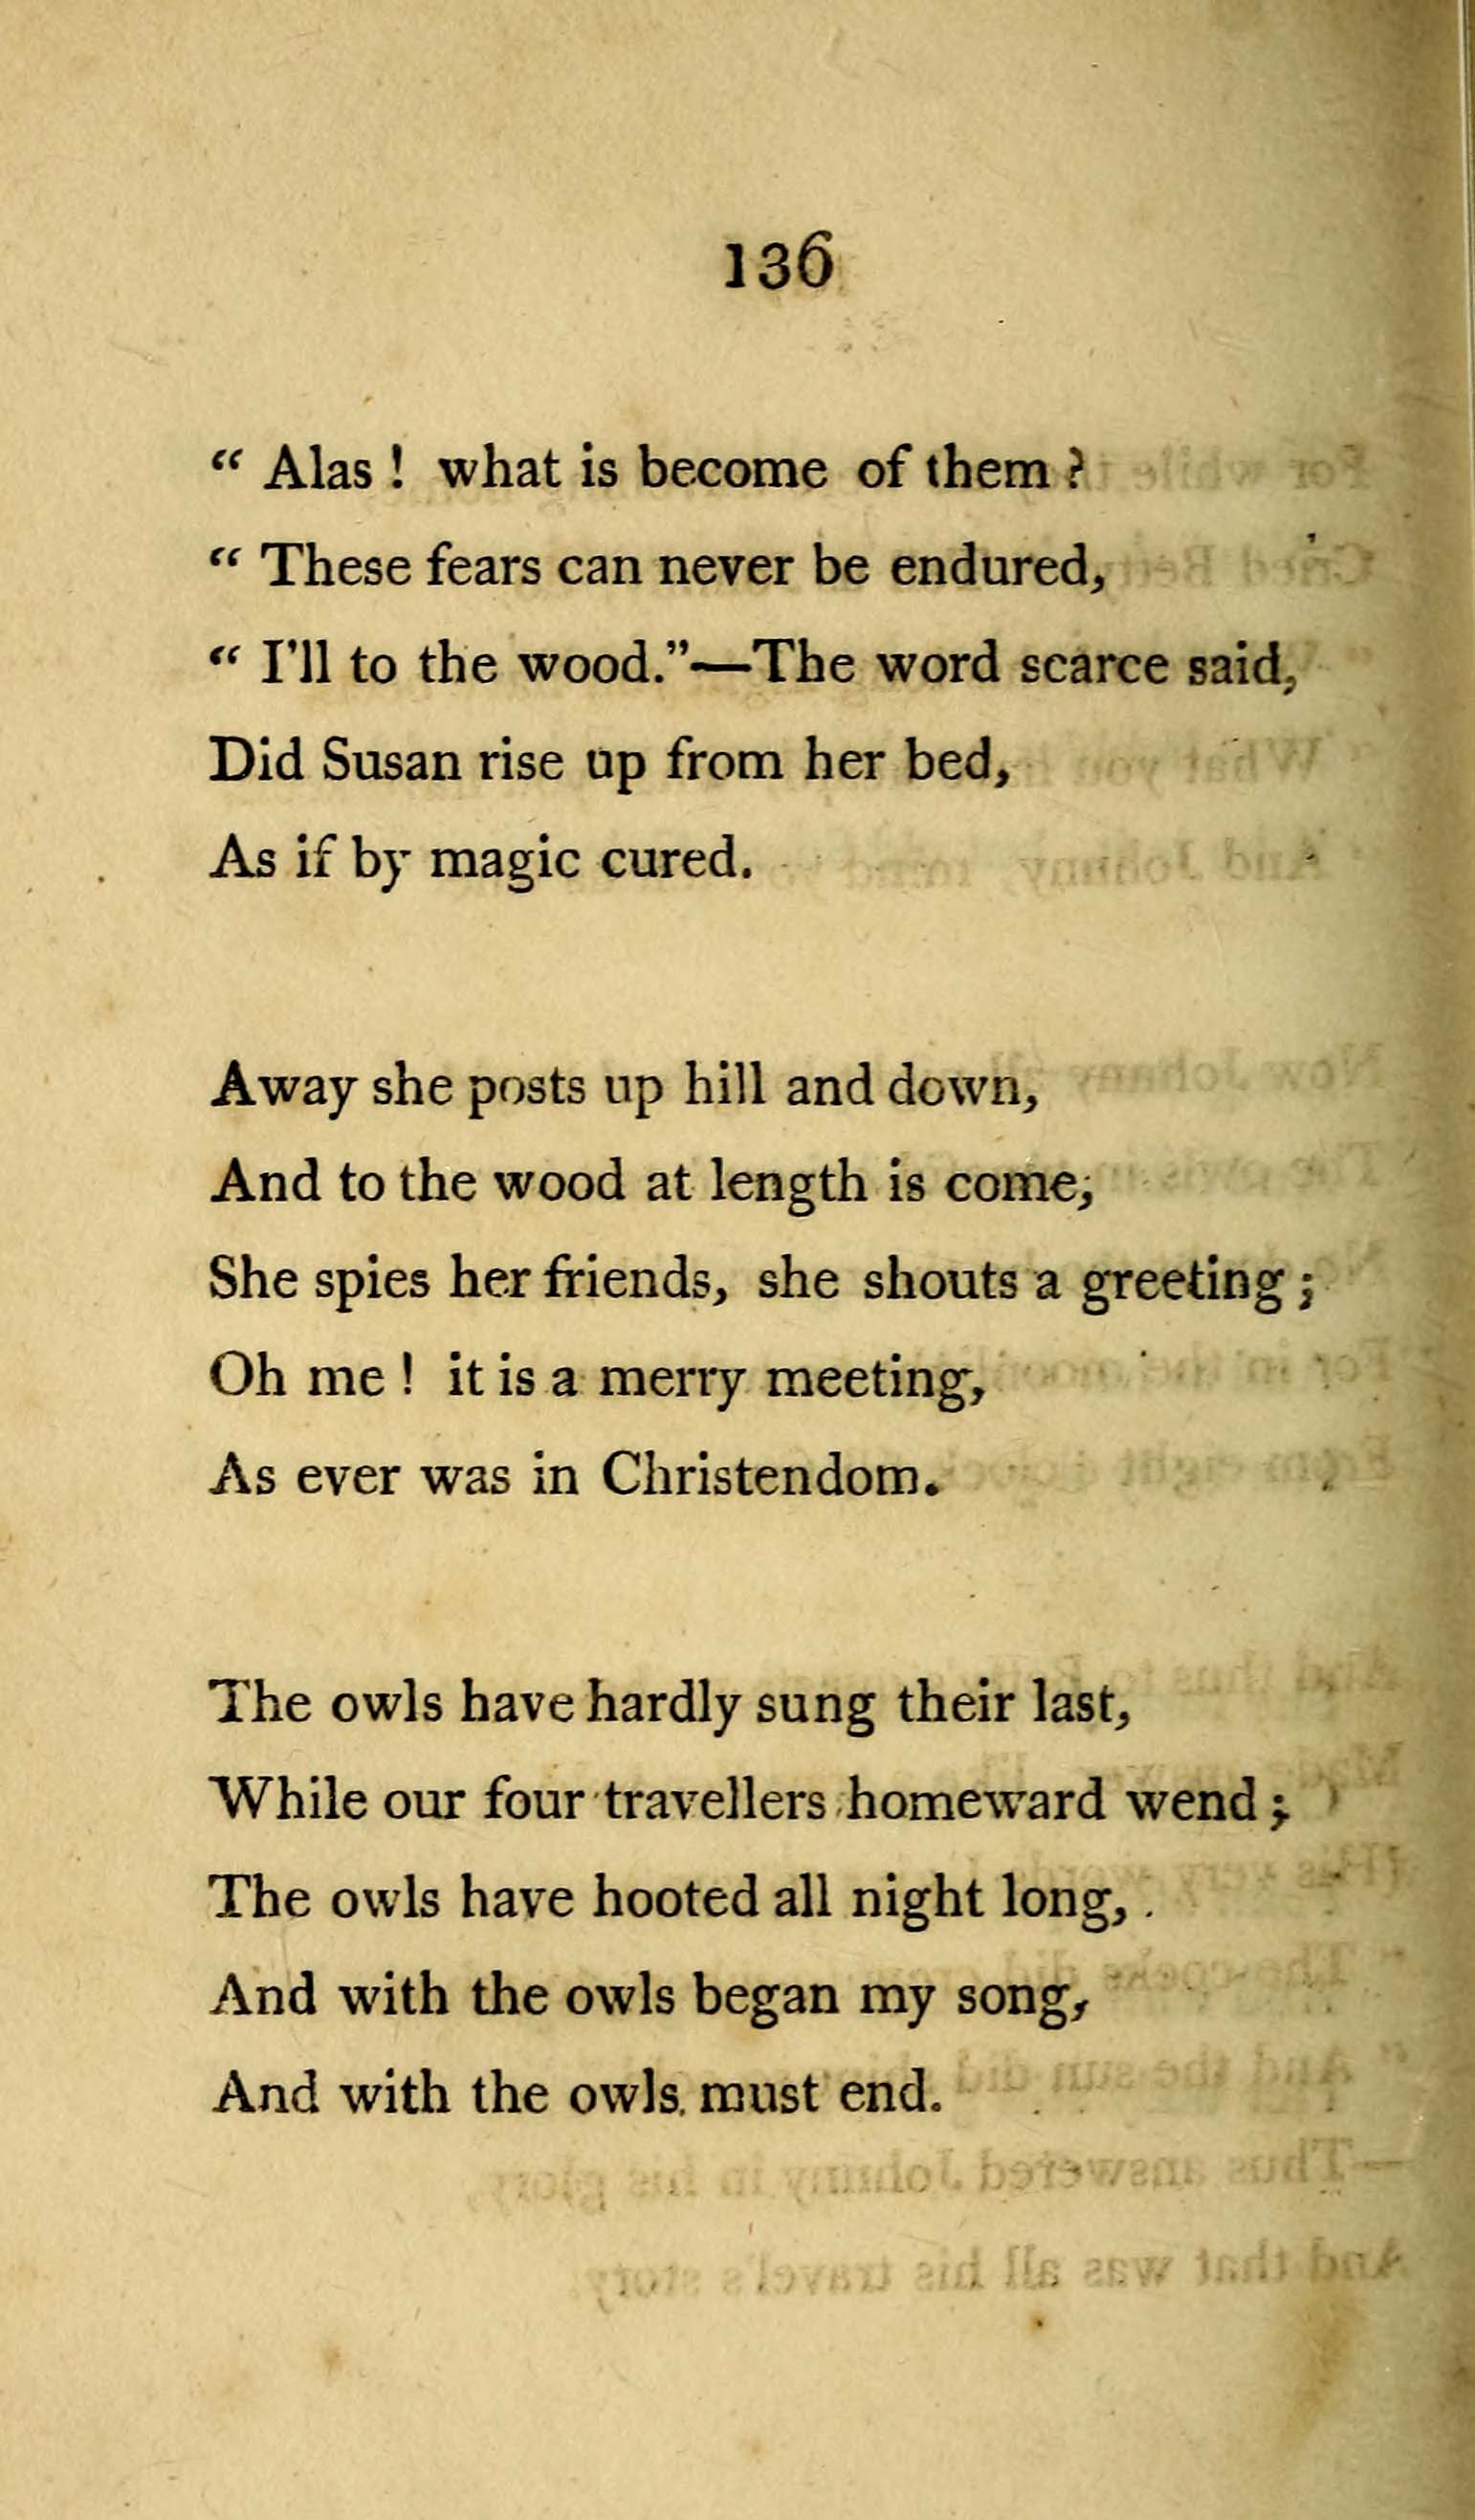 136
“ Alas ! what is become of them ?
“ These fears can never be endured,
“ I'll to the wood.”—The word scarce said,
Did Susan rise up from her bed,
As if by magic cured.
Away she posts up hill and down,
And to the wood at length is come,
She spies her friends, she shouts a greeting ;
Oh me ! it is a merry meeting,
As ever was in Christendom.
The owls have hardly sung their last,
While our four travellers homeward wend ;
The owls have hooted all night long,
And with the owls began my song,
And with the owls must end.